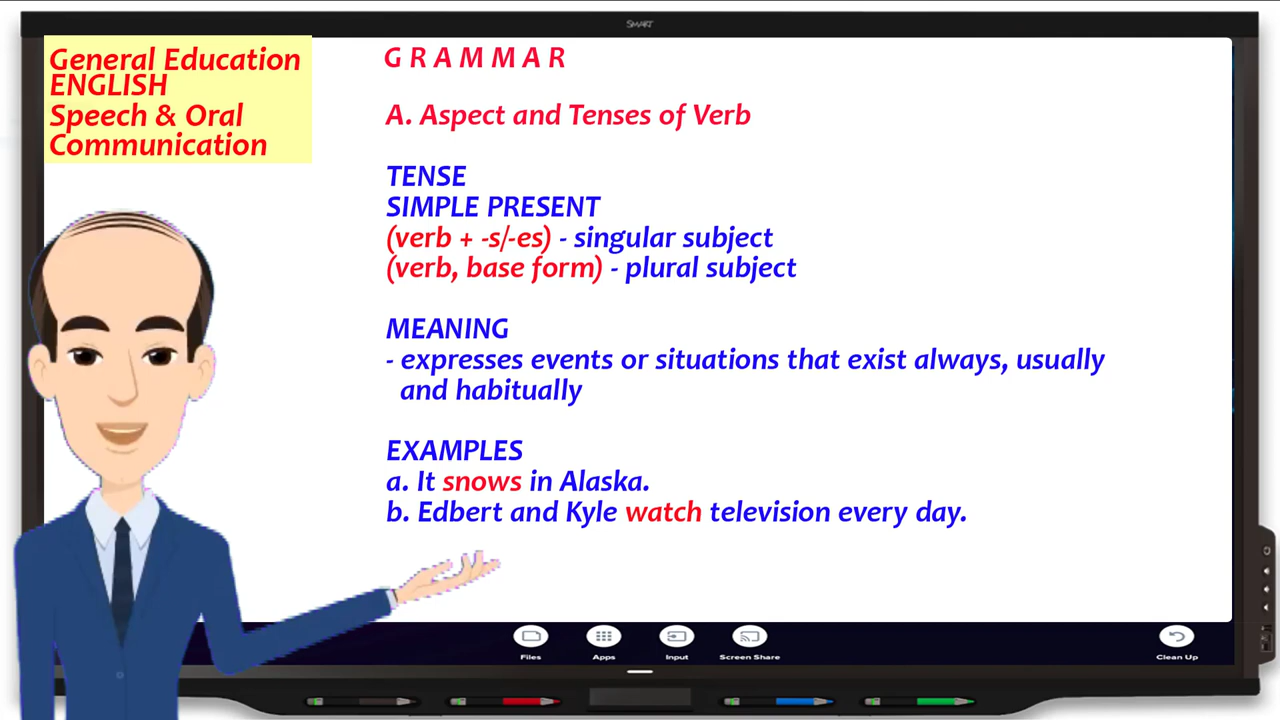 SMART
General Education
ENGLISH
Speech & Oral
Communication
G R A M M A R
A. Aspect and Tenses of Verb
TENSE
SIMPLE PRESENT
(verb + -s/-es) - singular subject
(verb, base form) - plural subject
MEANING
- expresses events or situations that exist always, usually
and habitually
EXAMPLES
a. It snows in Alaska.
b. Edbert and Kyle watch television every day.
Files
Apps
Input
Screen Share
Clean Up